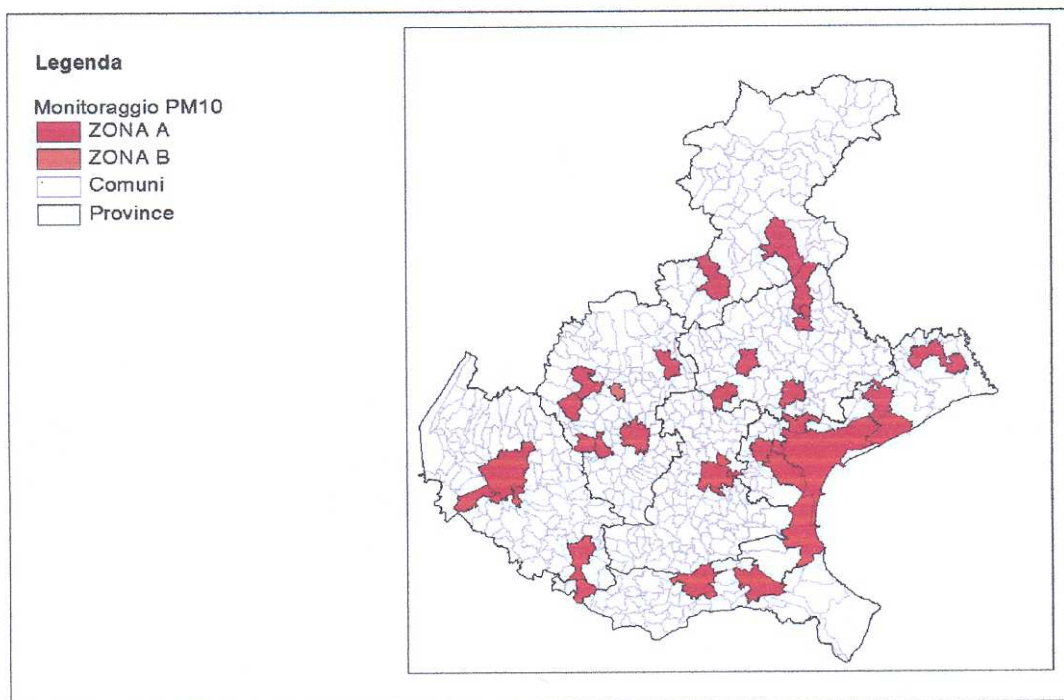 Legenda
Monitoraggio PM10
ZONA A
ZONA B
Comuni
Province